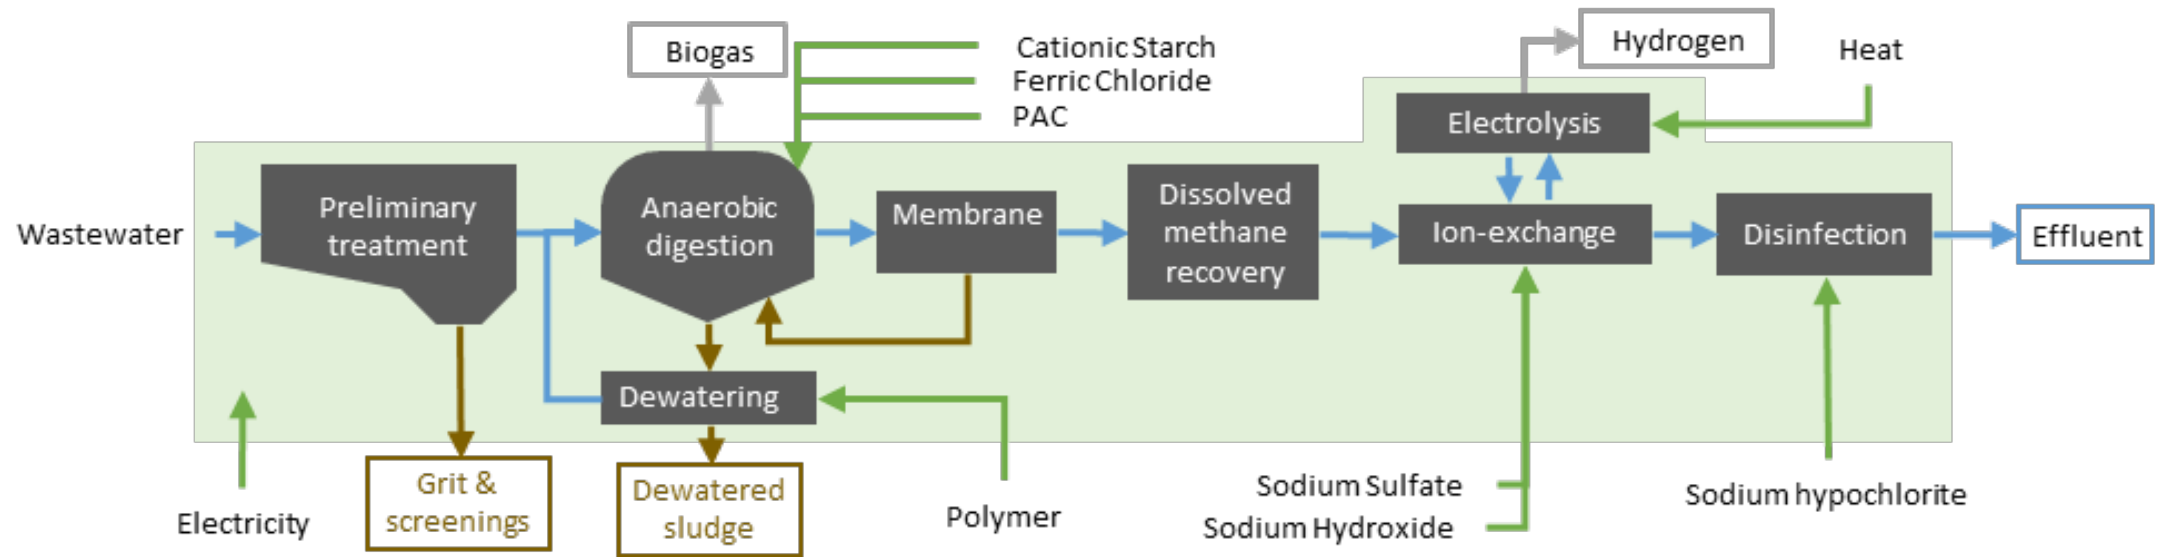 Biogas
Cationic Starch
Ferric Chloride
PAC
Hydrogen
Heat
Electrolysis
Wastewater
Preliminary
treatment
Anaerobic
digestion
Membrane
Dissolved
methane
recovery
Ion-exchange
Disinfection
Effluent
Dewatering
Electricity
Grit &
screenings
Dewatered
sludge
Polymer
Sodium Sulfate
Sodium Hydroxide
Sodium hypochlorite